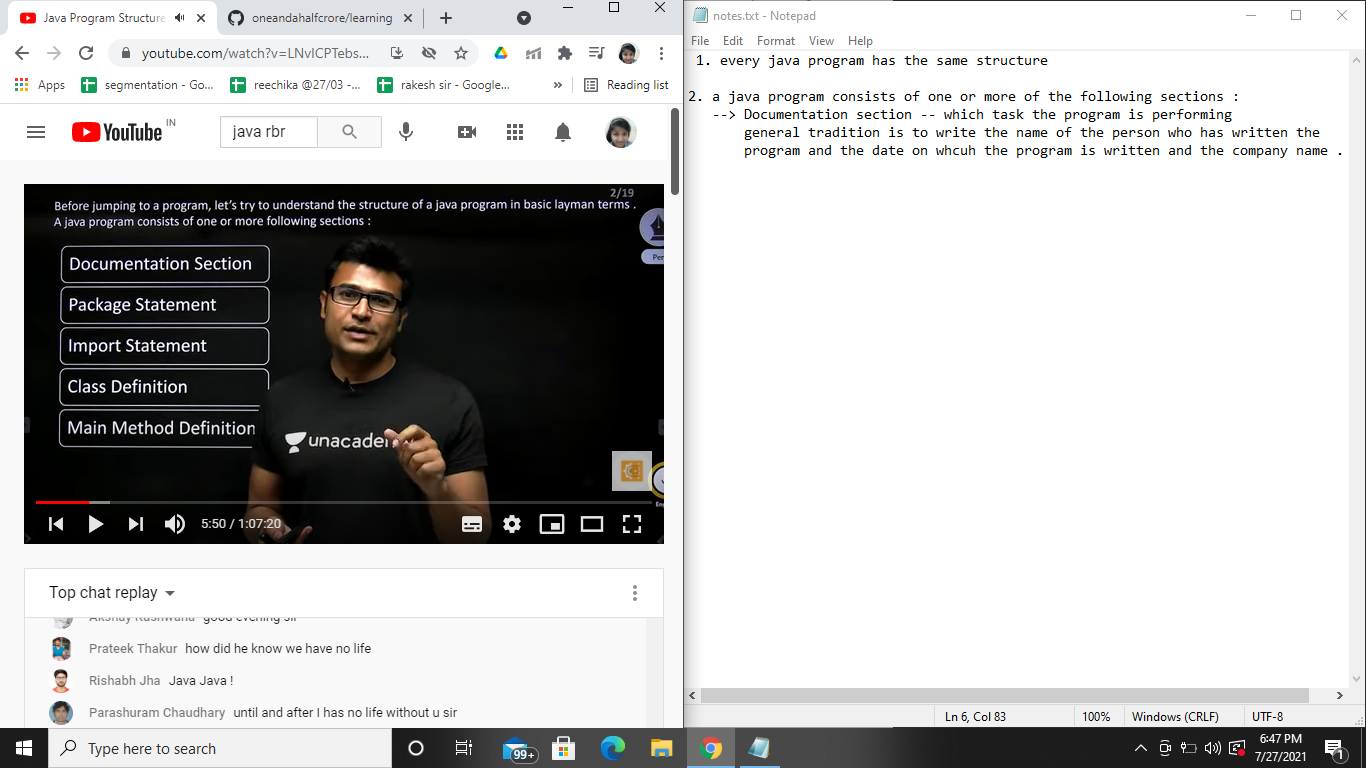 Java Program Structure
oneandahalfcrore/learning
youtube.com/watch?v=LNvlCPTebs...
Apps
segmentation - Go...
reechika @27/03 -...
rakesh sir - Google...
»
Reading list
YouTube IN
java rbr
2/19
Before jumping to a program, let's try to understand the structure of a java program in basic layman terms .
A java program consists of one or more following sections :
Documentation Section
Package Statement
Import Statement
Class Definition
Main Method Definition
unacade
Per
5:50 / 1:07:20
Top chat replay
Akshay Kushwaha good evening sir
Prateek Thakur how did he know we have no life
Rishabh Jha Java Java !
Parashuram Chaudhary until and after I has no life without u sir
notes.txt - Notepad
File Edit Format View Help
1. every java program has the same structure
2. a java program consists of one or more of the following sections :
--> Documentation section -- which task the program is performing
general tradition is to write the name of the person who has written the
program and the date on whcuh the program is written and the company name .
Ln 6, Col 83
100%
Windows (CRLF)
UTF-8
Type here to search
99+
6:47 PM
7/27/2021
1